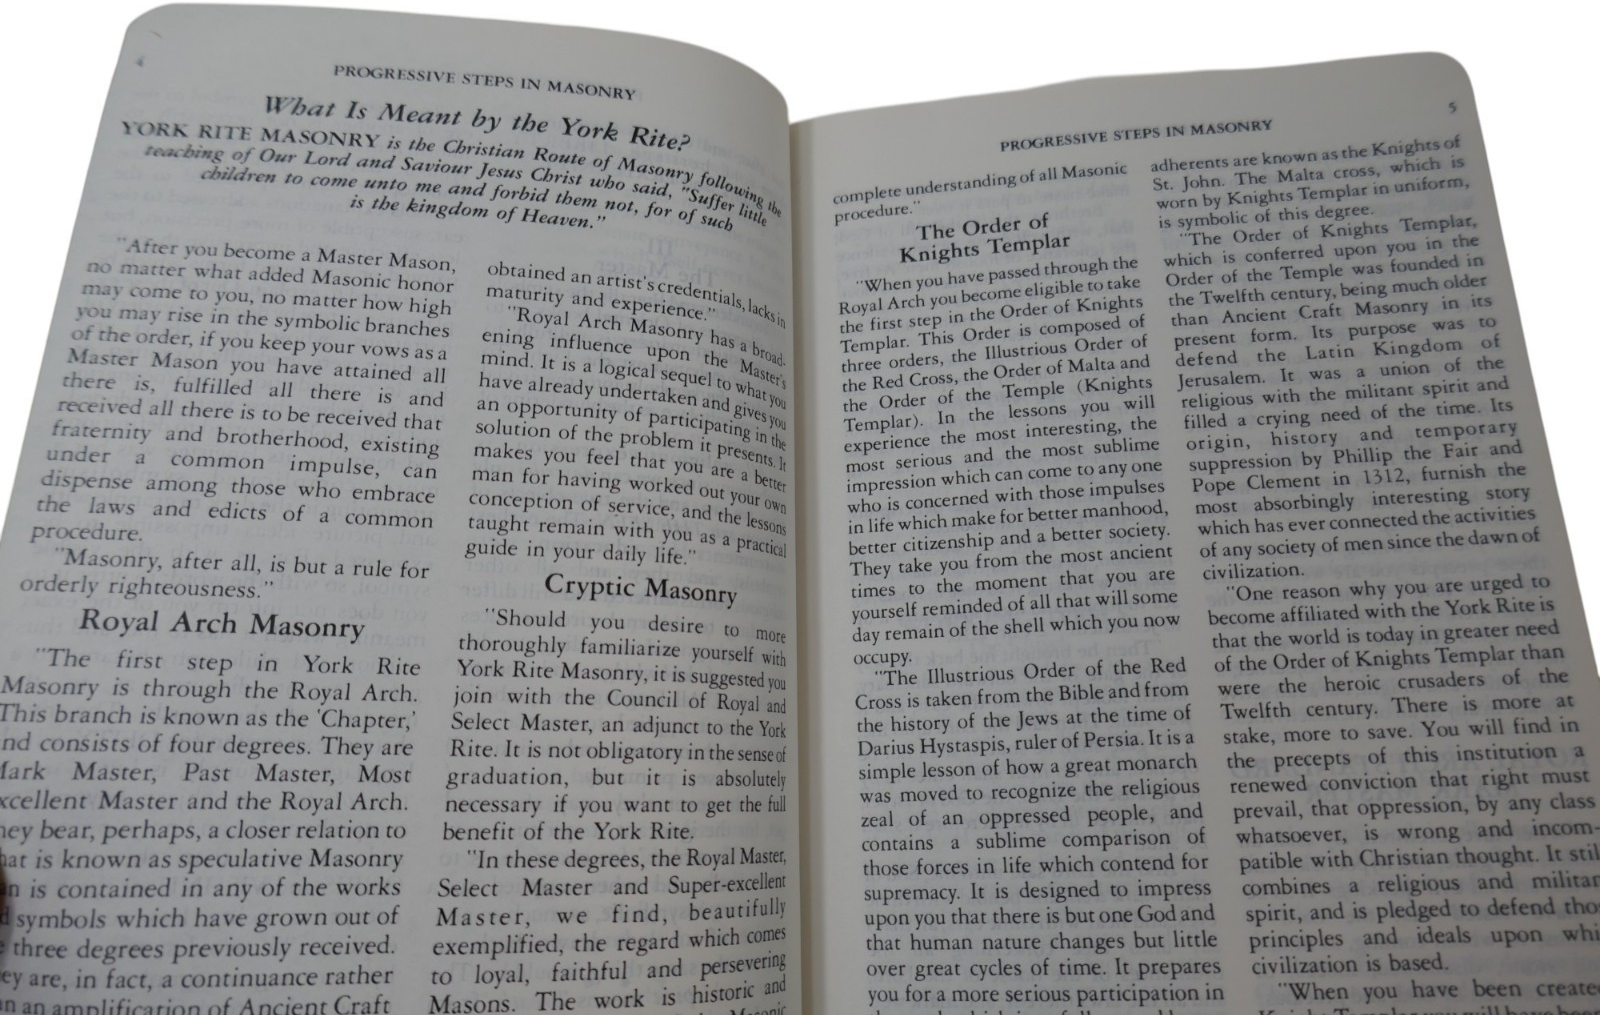 4
PROGRESSIVE STEPS IN MASONRY
What Is Meant by the York Rite?
YORK RITE MASONRY is the Christian Route of Masonry following the
teaching of Our Lord and Saviour Jesus Christ who said, "Suffer little
children to come unto me and forbid them not, for of such
is the kingdom of Heaven."
"After you become a Master Mason,
no matter what added Masonic honor
may come to you, no matter how high
you may rise in the symbolic branches
of the order, if you keep your vows as a
Master Mason you have attained all
there is, fulfilled all there is and
received all there is to be received that
fraternity and brotherhood, existing
under a common impulse, can
dispense among those who embrace
the laws and edicts of a common
procedure.
"Masonry, after all, is but a rule for
orderly righteousness."
Royal Arch Masonry
"The first step in York Rite
Masonry is through the Royal Arch.
This branch is known as the 'Chapter,'
nd consists of four degrees. They are
Mark Master, Past Master, Most
xcellent Master and the Royal Arch.
hey bear, perhaps, a closer relation to
hat is known as speculative Masonry
n is contained in any of the works
d symbols which have grown out of
e three degrees previously received.
ey are, in fact, a continuance rather
n an amplification of Ancient Craft
obtained an artist's credentials, lacks in
maturity and experience."
"Royal Arch Masonry has a broad-
ening influence upon the Master's
mind. It is a logical sequel to what you
have already undertaken and gives you
an opportunity of participating in the
solution of the problem it presents. It
makes you feel that you are a better
man for having worked out your own
conception of service, and the lessons
taught remain with you as a practical
guide in your daily life."
Cryptic Masonry
"Should you desire to more
thoroughly familiarize yourself with
York Rite Masonry, it is suggested you
join with the Council of Royal and
Select Master, an adjunct to the York
Rite. It is not obligatory in the sense of
graduation, but it is absolutely
necessary if you want to get the full
benefit of the York Rite.
"In these degrees, the Royal Master,
Select Master and Super-excellent
Master, we find, beautifully
exemplified, the regard which comes
to loyal, faithful and persevering
Masons. The work is historic and
5
PROGRESSIVE STEPS IN MASONRY
complete understanding of all Masonic
procedure."
The Order of
Knights Templar
"When you have passed through the
Royal Arch you become eligible to take
the first step in the Order of Knights
Templar. This Order is composed of
three orders, the Illustrious Order of
the Red Cross, the Order of Malta and
the Order of the Temple (Knights
Templar). In the lessons you will
experience the most interesting, the
most serious and the most sublime
impression which can come to any one
who is concerned with those impulses
in life which make for better manhood,
better citizenship and a better society.
They take you from the most ancient
times to the moment that you are
yourself reminded of all that will some
day remain of the shell which you now
occupy.
"The Illustrious Order of the Red
Cross is taken from the Bible and from
the history of the Jews at the time of
Darius Hystaspis, ruler of Persia. It is a
simple lesson of how a great monarch
was moved to recognize the religious
zeal of an oppressed people, and
contains a sublime comparison of
those forces in life which contend for
supremacy. It is designed to impress
upon you that there is but one God and
that human nature changes but little
over great cycles of time. It prepares
you for a more serious participation in
adherents are known as the Knights of
St. John. The Malta cross, which is
worn by Knights Templar in uniform,
is symbolic of this degree.
"The Order of Knights Templar,
which is conferred upon you in the
Order of the Temple was founded in
the Twelfth century, being much older
than Ancient Craft Masonry in its
present form. Its purpose was to
defend the Latin Kingdom of
Jerusalem. It was a union of the
religious with the militant spirit and
filled a crying need of the time. Its
origin, history and temporary
suppression by Phillip the Fair and
Pope Clement in 1312, furnish the
most absorbingly interesting story
which has ever connected the activities
of any society of men since the dawn of
civilization.
"One reason why you are urged to
become affiliated with the York Rite is
that the world is today in greater need
of the Order of Knights Templar than
were the heroic crusaders of the
Twelfth century. There is more at
stake, more to save. You will find in
the precepts of this institution a
renewed conviction that right must
prevail, that oppression, by any class
whatsoever, is wrong and incom-
patible with Christian thought. It stil
combines a religious and militar
spirit, and is pledged to defend tho
principles and ideals upon whi
civilization is based.
"When you have been create